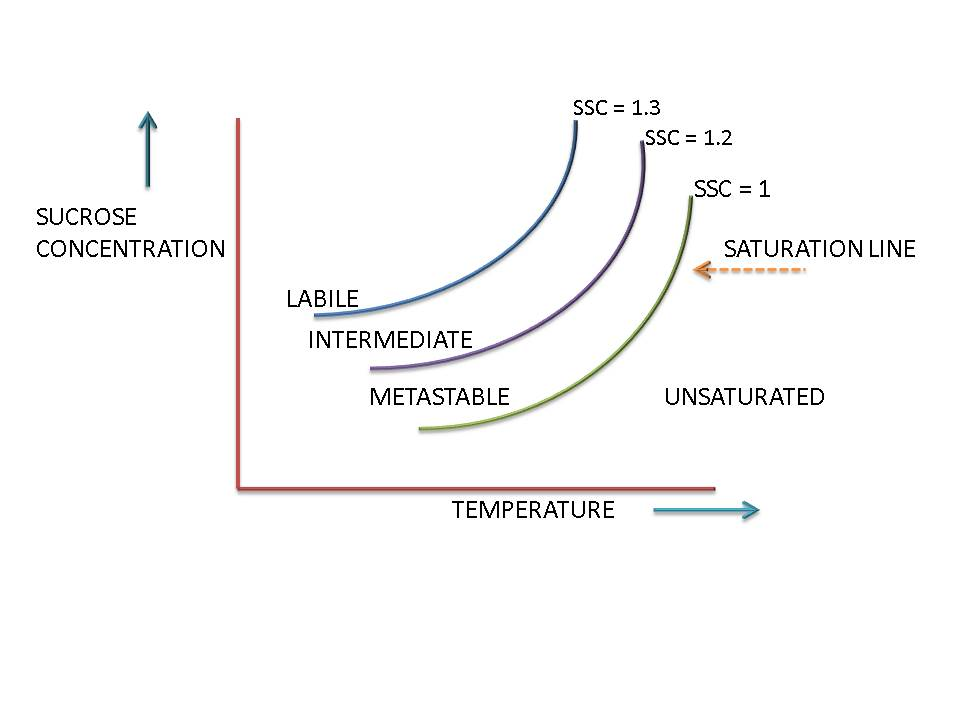 SSC = 1.3
SSC = 1.2
SSC = 1
SUCROSE
CONCENTRATION
SATURATION LINE
LABILE
INTERMEDIATE
METASTABLE
UNSATURATED
TEMPERATURE